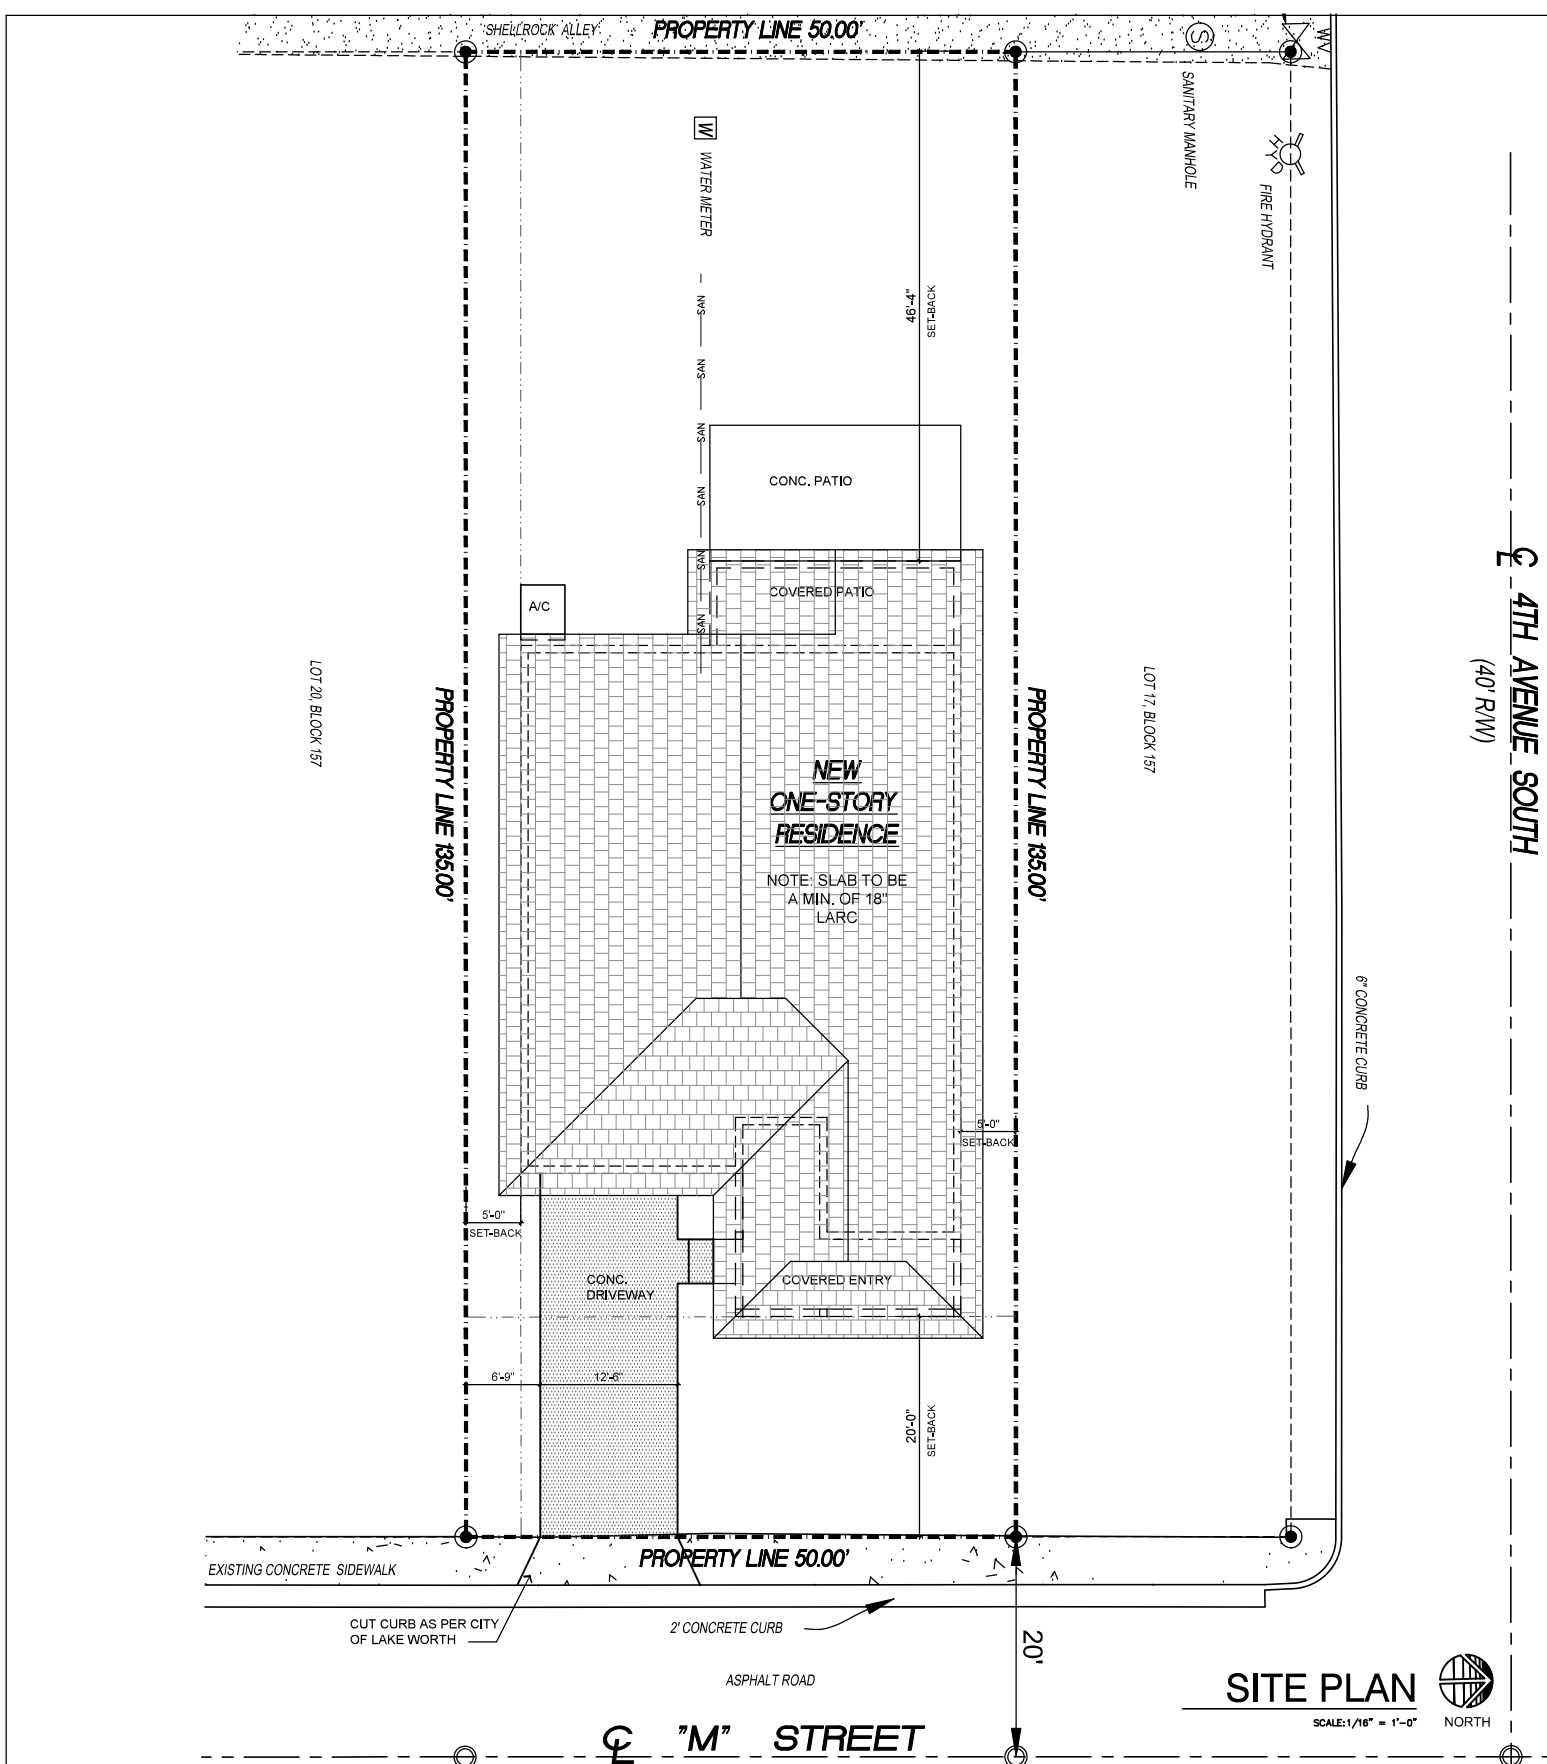 SHELLROCK ALLEY
PROPERTY LINE 50.00'
S
WV
SANITARY MANHOLE
HYD
FIRE HYDRANT
W
WATER METER
SAN
SAN
SAN
SAN
SAN
SAN
46'-4"
SET-BACK
CONC. PATIO
COVERED PATIO
A/C
LOT 20, BLOCK 157
PROPERTY LINE 135.00'
NEW
ONE-STORY
RESIDENCE
NOTE: SLAB TO BE
A MIN. OF 18"
LARC
PROPERTY LINE 135.00'
LOT 17, BLOCK 157
CL 4TH AVENUE SOUTH
(40' R/W)
6" CONCRETE CURB
5'-0"
SET-BACK
5'-0"
SET-BACK
CONC.
DRIVEWAY
COVERED ENTRY
6'-9"
12'-6"
20'-0"
SET-BACK
PROPERTY LINE 50.00'
EXISTING CONCRETE SIDEWALK
CUT CURB AS PER CITY
OF LAKE WORTH
2' CONCRETE CURB
20'
ASPHALT ROAD
CL "M" STREET
SITE PLAN
SCALE: 1/16" = 1'-0"
NORTH